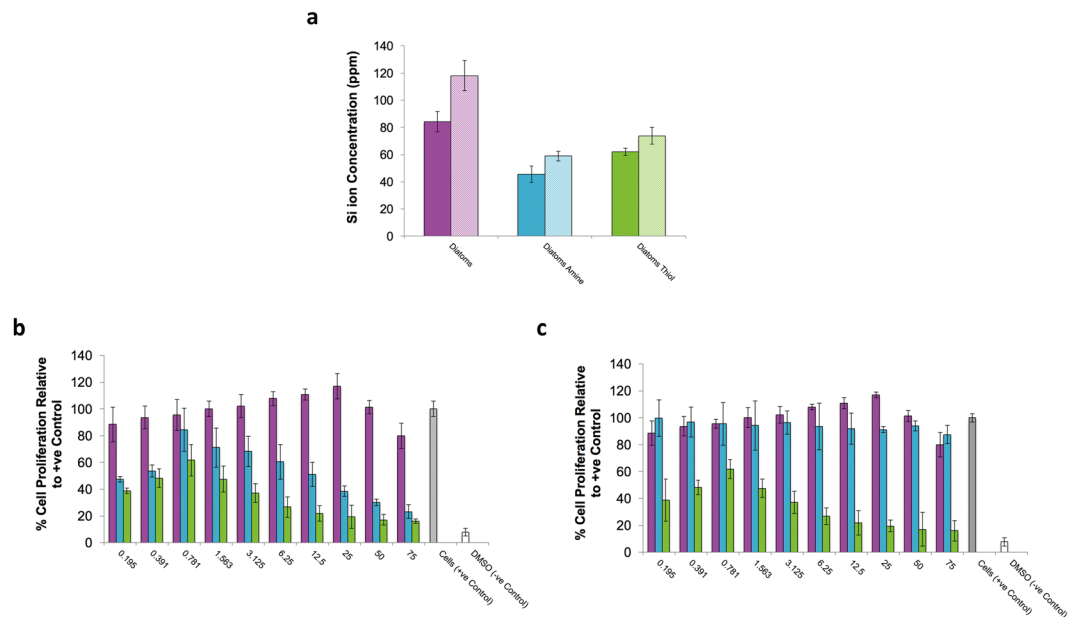 a
Si ion Concentration (ppm)
140
120
100
80
60
40
20
0
Diatoms
Diatoms Amine
Diatoms Thiol
b
% Cell Proliferation Relative
to +ve Control
140
120
100
80
60
40
20
0
0.195
0.391
0.781
1.563
3.125
6.25
12.5
25
50
75
Cells (+ve Control)
DMSO (-ve Control)
c
% Cell Proliferation Relative
to +ve Control
140
120
100
80
60
40
20
0
0.195
0.391
0.781
1.563
3.125
6.25
12.5
25
50
75
Cells (+ve Control)
DMSO (-ve Control)